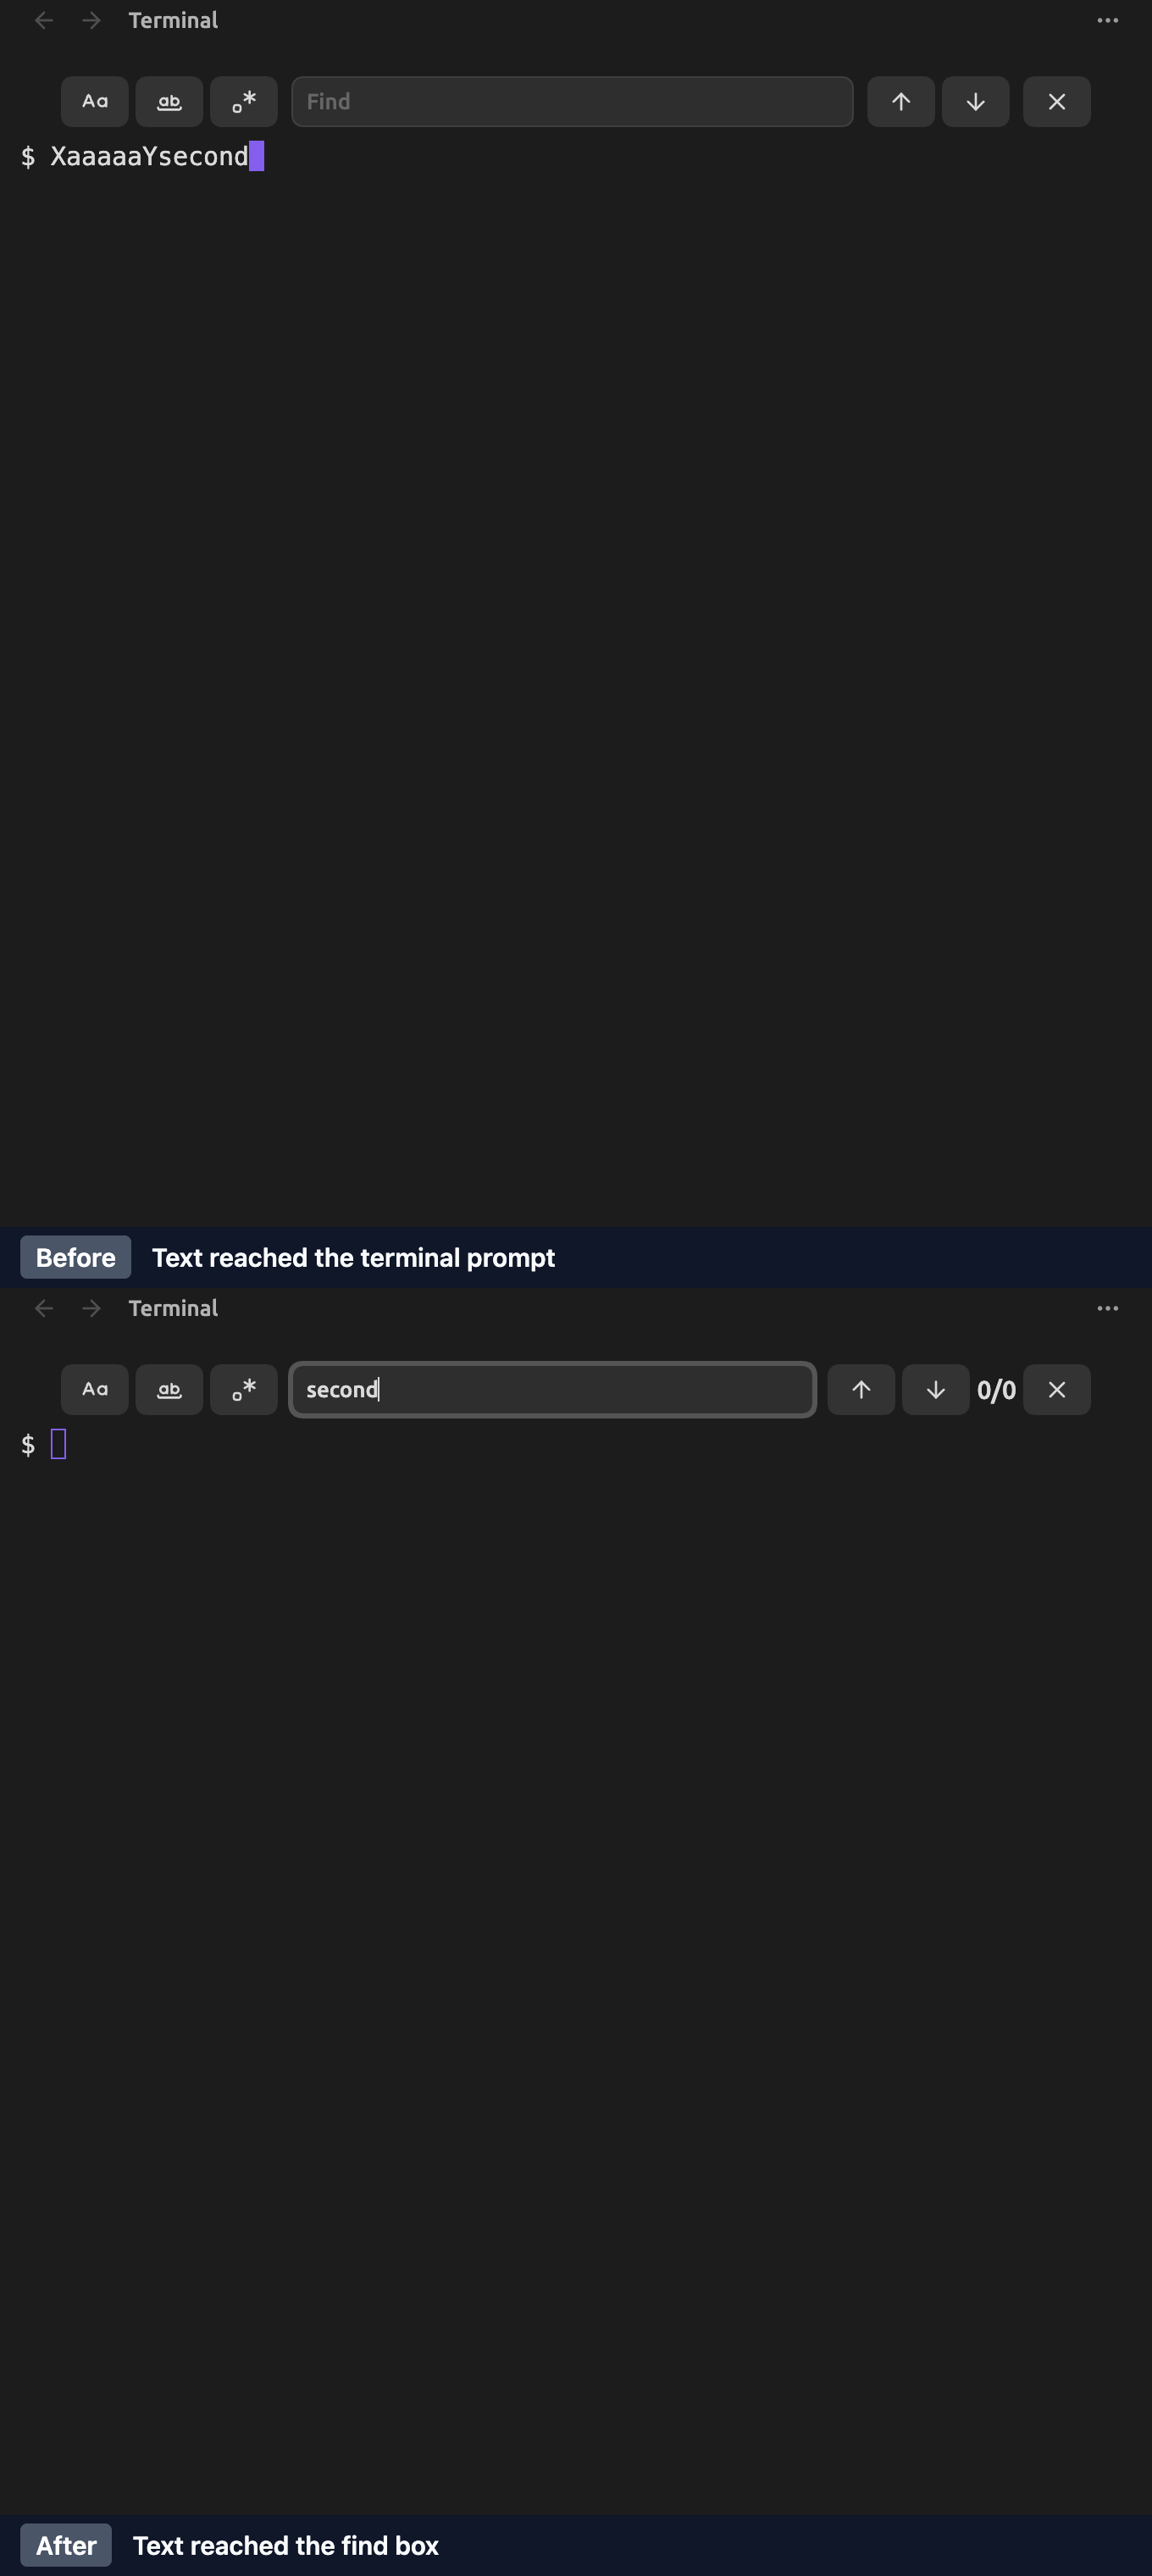 Terminal
Aa ab .* Find
$ XaaaaaYsecond
Before Text reached the terminal prompt
Terminal
Aa ab .* second 0/0
$
After Text reached the find box